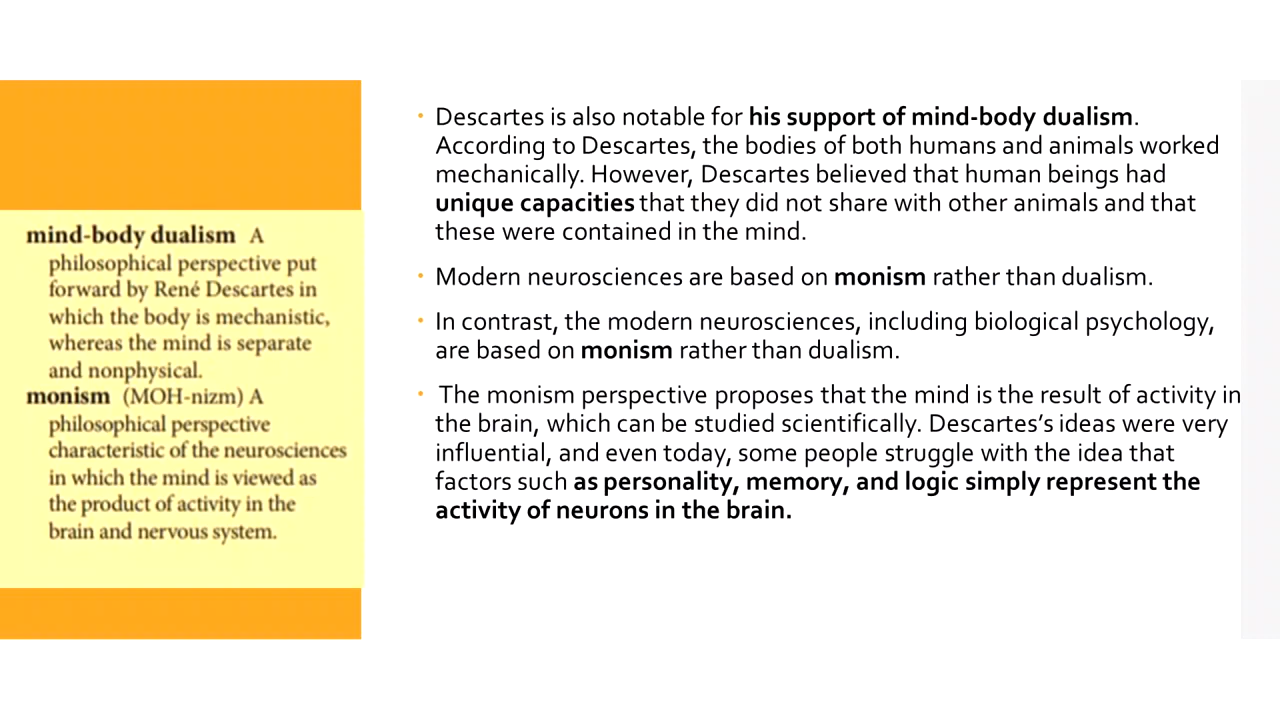 mind-body dualism A
philosophical perspective put
forward by René Descartes in
which the body is mechanistic,
whereas the mind is separate
and nonphysical.
monism (MOH-nizm) A
philosophical perspective
characteristic of the neurosciences
in which the mind is viewed as
the product of activity in the
brain and nervous system.
• Descartes is also notable for his support of mind-body dualism.
According to Descartes, the bodies of both humans and animals worked
mechanically. However, Descartes believed that human beings had
unique capacities that they did not share with other animals and that
these were contained in the mind.
• Modern neurosciences are based on monism rather than dualism.
• In contrast, the modern neurosciences, including biological psychology,
are based on monism rather than dualism.
• The monism perspective proposes that the mind is the result of activity in
the brain, which can be studied scientifically. Descartes's ideas were very
influential, and even today, some people struggle with the idea that
factors such as personality, memory, and logic simply represent the
activity of neurons in the brain.